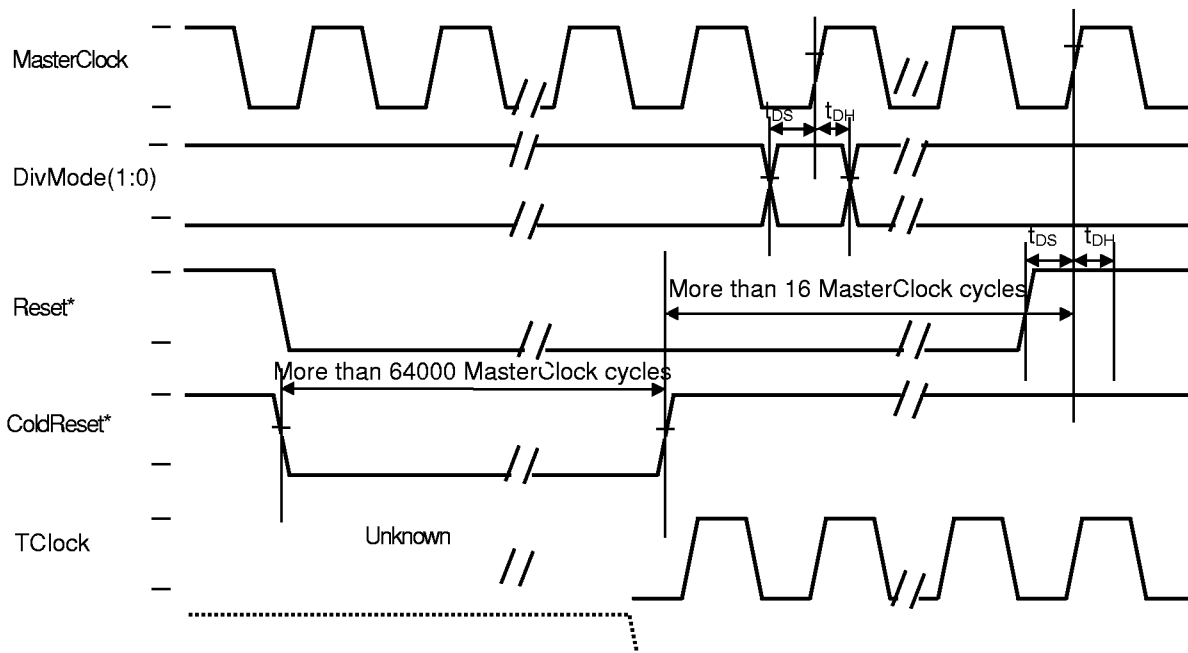 MasterClock
tDS tDH
DivMode(1:0)
tDS tDH
More than 16 MasterClock cycles
Reset*
More than 64000 MasterClock cycles
ColdReset*
Unknown
TClock